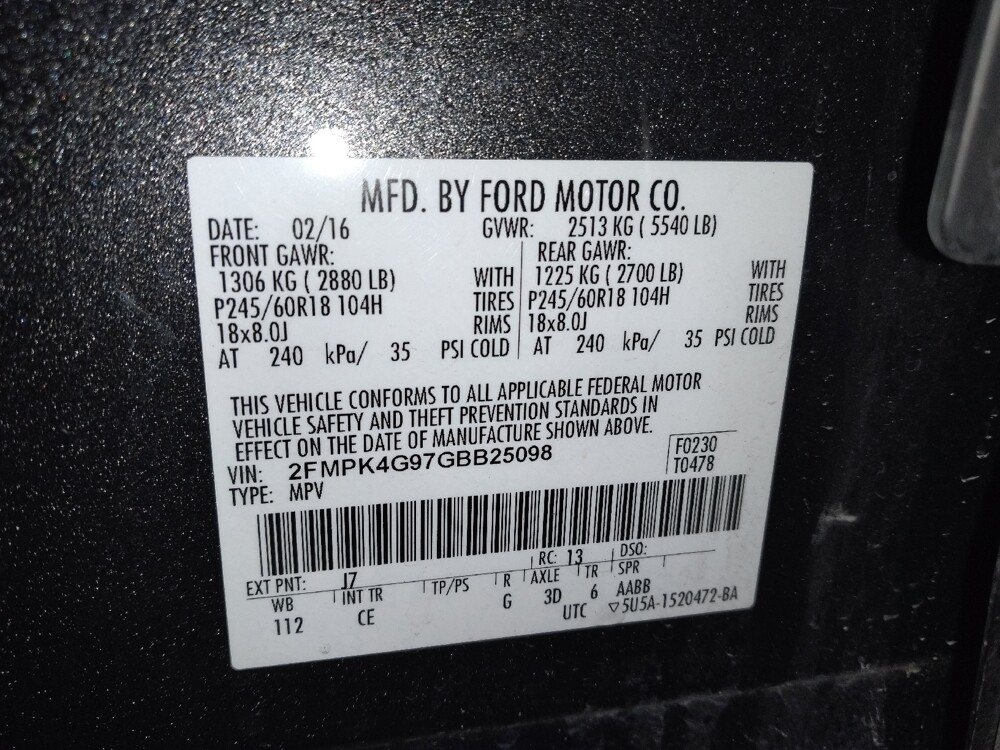 MFD. BY FORD MOTOR CO.
DATE: 02/16 GVWR: 2513 KG ( 5540 LB)
FRONT GAWR: REAR GAWR:
1306 KG ( 2880 LB) WITH 1225 KG ( 2700 LB) WITH
P245/60R18 104H TIRES P245/60R18 104H TIRES
18x8.0J RIMS 18x8.0J RIMS
AT 240 kPa/ 35 PSI COLD AT 240 kPa/ 35 PSI COLD
THIS VEHICLE CONFORMS TO ALL APPLICABLE FEDERAL MOTOR
VEHICLE SAFETY AND THEFT PREVENTION STANDARDS IN
EFFECT ON THE DATE OF MANUFACTURE SHOWN ABOVE.
VIN: 2FMPK4G97GBB25098 F0230
TYPE: MPV T0478
EXT PNT: J7 RC: 13 DSO:
WB INT TR TP/PS R AXLE TR SPR
112 CE G 3D 6 AABB
UTC ▽5U5A-1520472-BA